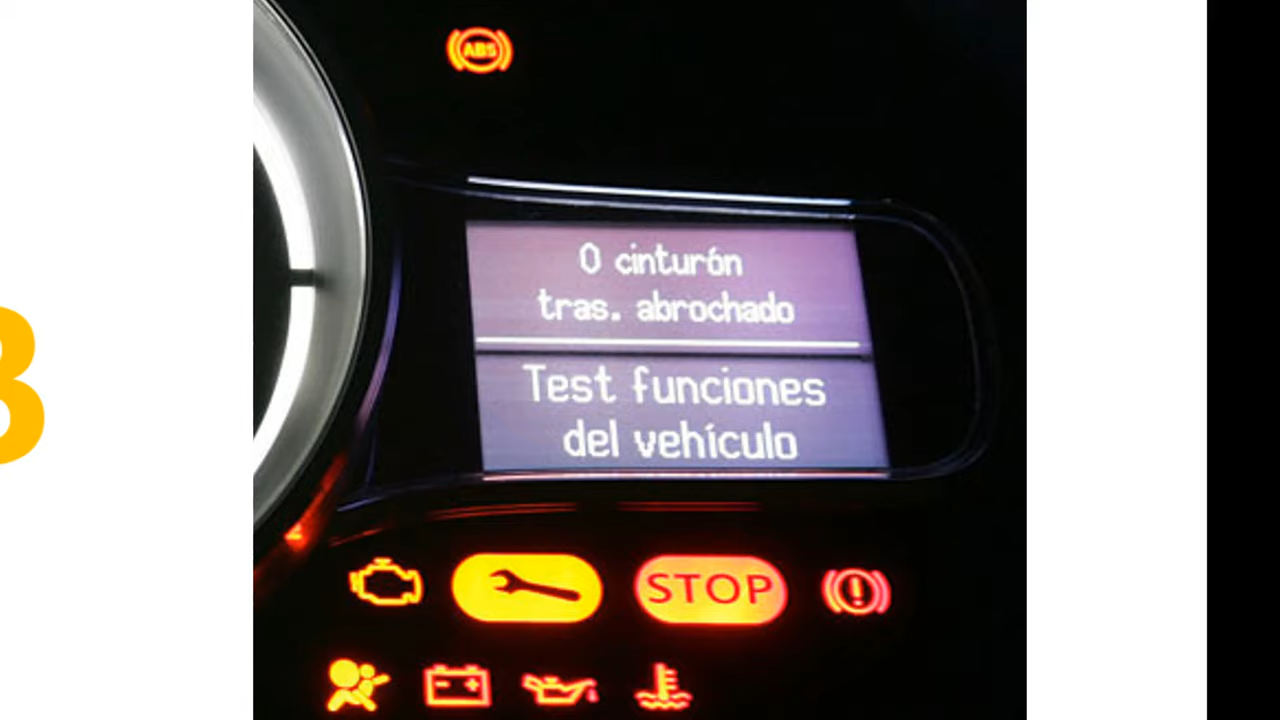 ABS
0 cinturón
tras. abrochado
Test funciones
del vehículo
STOP